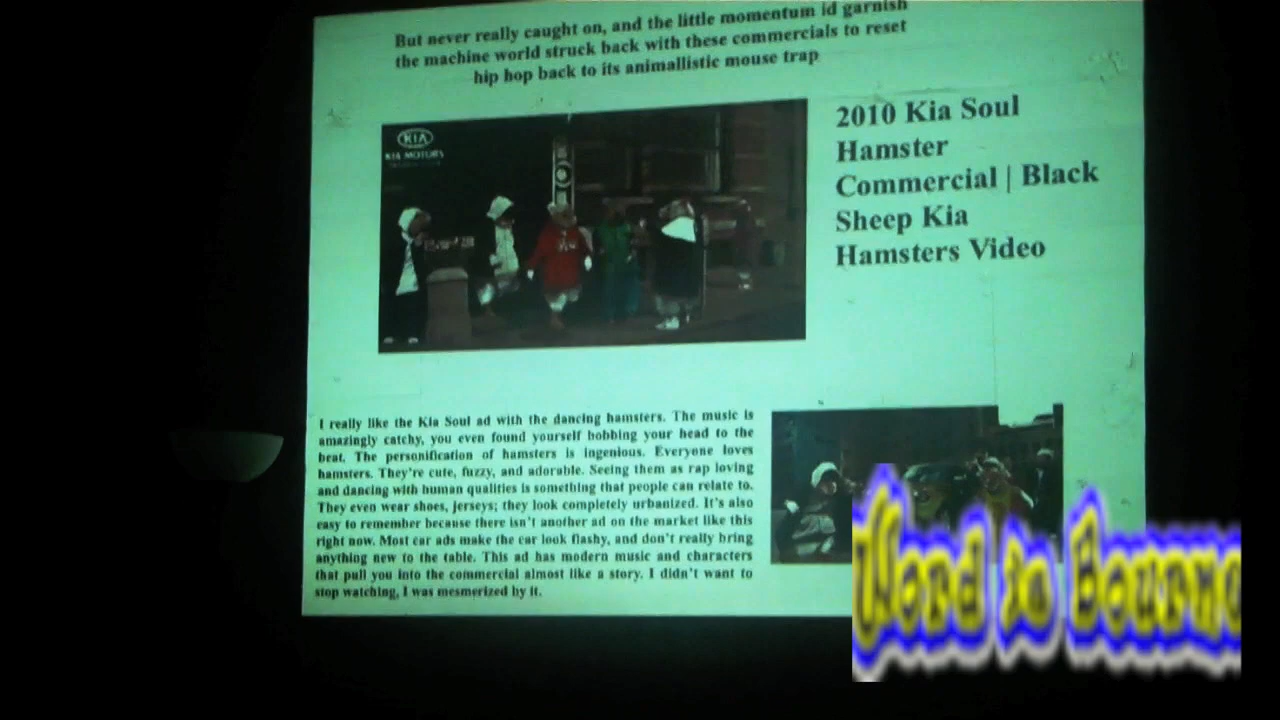 But never really caught on, and the little momentum id garnish
the machine world struck back with these commercials to reset
hip hop back to its animallistic mouse trap
KIA
KIA MOTORS
2010 Kia Soul
Hamster
Commercial | Black
Sheep Kia
Hamsters Video
I really like the Kia Soul ad with the dancing hamsters. The music is
amazingly catchy, you even found yourself bobbing your head to the
beat. The personification of hamsters is ingenious. Everyone loves
hamsters. They're cute, fuzzy, and adorable. Seeing them as rap loving
and dancing with human qualities is something that people can relate to.
They even wear shoes, jerseys; they look completely urbanized. It's also
easy to remember because there isn't another ad on the market like this
right now. Most car ads make the car look flashy, and don't really bring
anything new to the table. This ad has modern music and characters
that pull you into the commercial almost like a story. I didn't want to
stop watching, I was mesmerized by it.
Word is Bourno